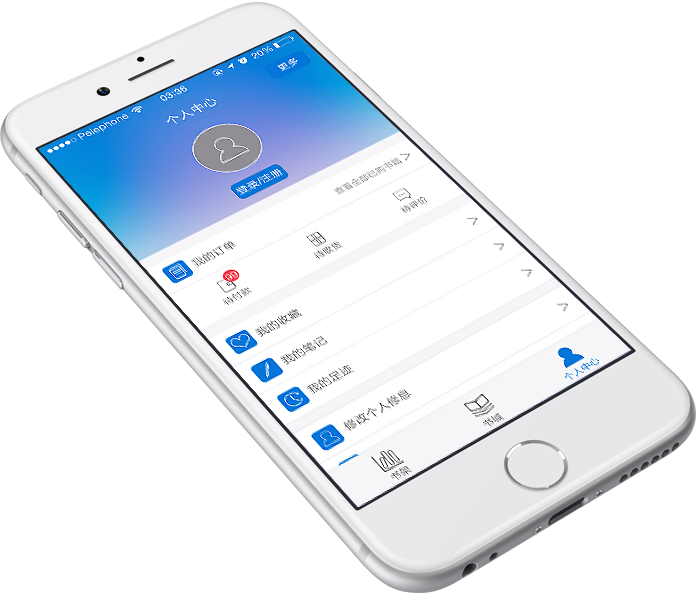 Pelephone 03:36 20%
个人中心 更多
登录/注册
我的订单 查看全部已购书籍
99
待付款 待收货 待评价
我的收藏
我的笔记
我的足迹
修改个人修息
书架 书城 个人中心